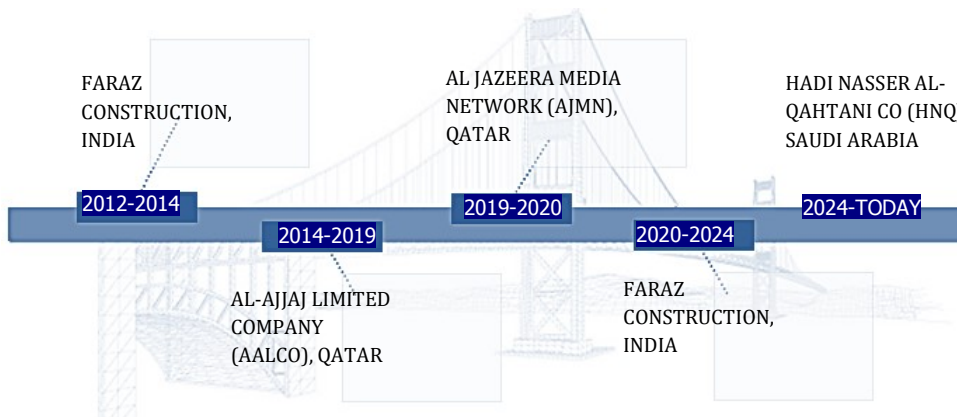 FARAZ
CONSTRUCTION,
INDIA
2012-2014
2014-2019
AL-AJJAJ LIMITED
COMPANY
(AALCO), QATAR
AL JAZEERA MEDIA
NETWORK (AJMN),
QATAR
2019-2020
2020-2024
FARAZ
CONSTRUCTION,
INDIA
HADI NASSER AL-
QAHTANI CO (HNQ
SAUDI ARABIA
2024-TODAY